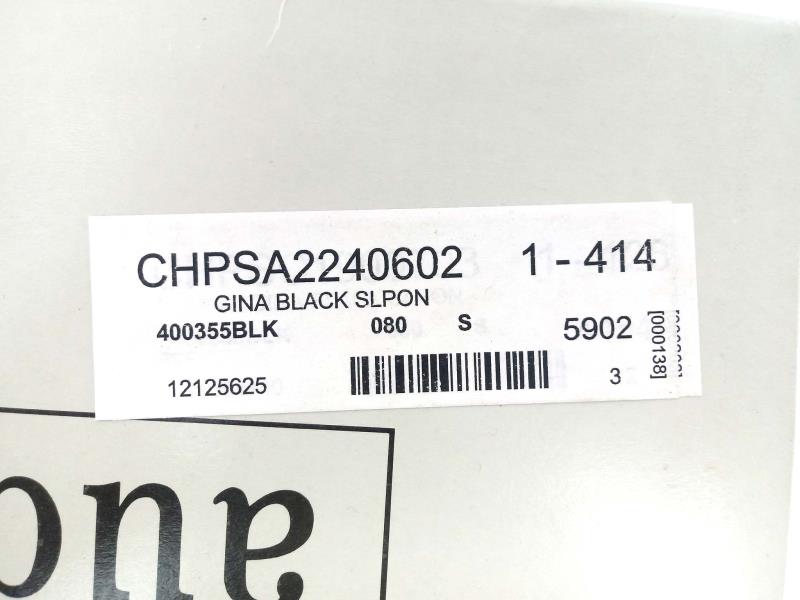 CHPSA2240602 1 - 414
GINA BLACK SLPON
400355BLK 080 S 5902
12125625 3
[000138]